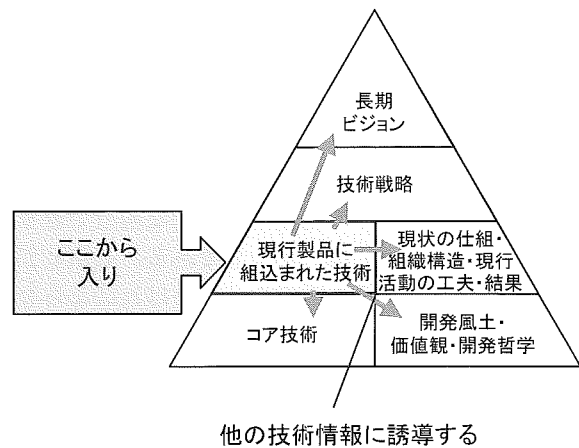 長期
ビジョン
技術戦略
ここから
入り
現行製品に
組込まれた技術
現状の仕組・
組織構造・現行
活動の工夫・結果
コア技術
開発風土・
価値観・開発哲学
他の技術情報に誘導する